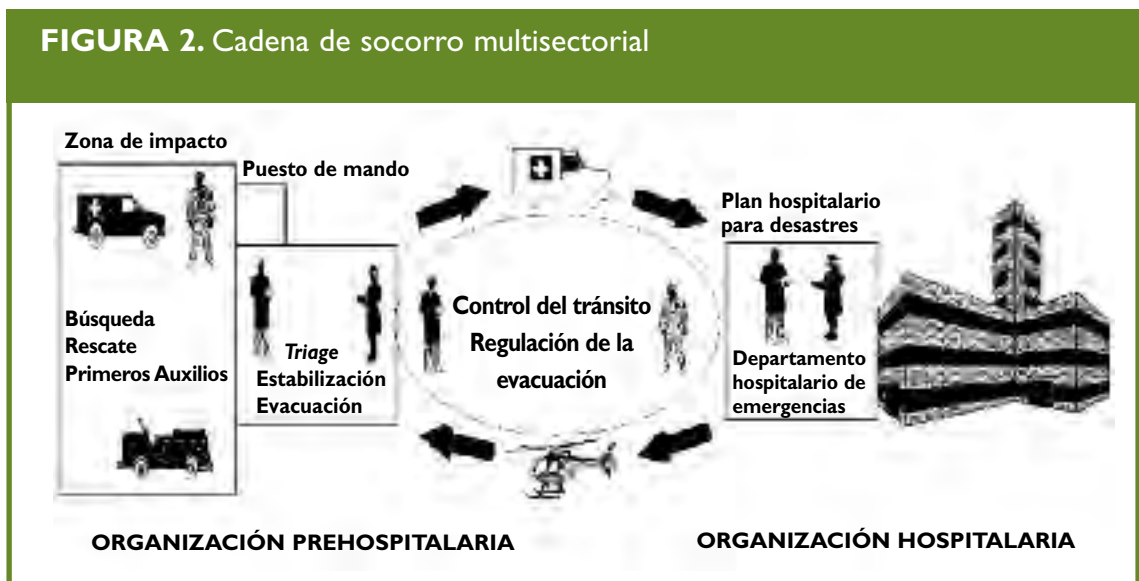 FIGURA 2. Cadena de socorro multisectorial
Zona de impacto
Puesto de mando
Búsqueda
Rescate
Primeros Auxilios
Triage
Estabilización
Evacuación
Control del tránsito
Regulación de la
evacuación
Plan hospitalario
para desastres
Departamento
hospitalario de
emergencias
ORGANIZACIÓN PREHOSPITALARIA
ORGANIZACIÓN HOSPITALARIA